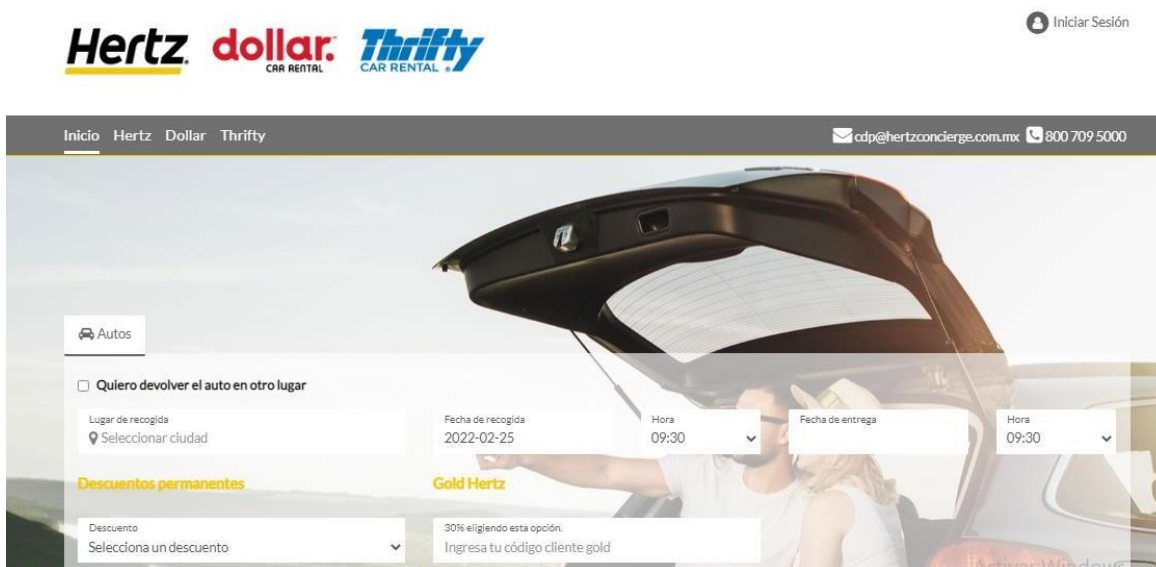 Iniciar Sesión
Hertz. dollar. Thrifty
CAR RENTAL CAR RENTAL
Inicio Hertz Dollar Thrifty cdp@hertzconcierge.com.mx 800 709 5000
Autos
Quiero devolver el auto en otro lugar
Lugar de recogida Fecha de recogida Hora Fecha de entrega Hora
Seleccionar ciudad 2022-02-25 09:30 09:30
Descuentos permanentes Gold Hertz
Descuento 30% eligiendo esta opción.
Selecciona un descuento Ingresa tu código cliente gold
Activar Windows